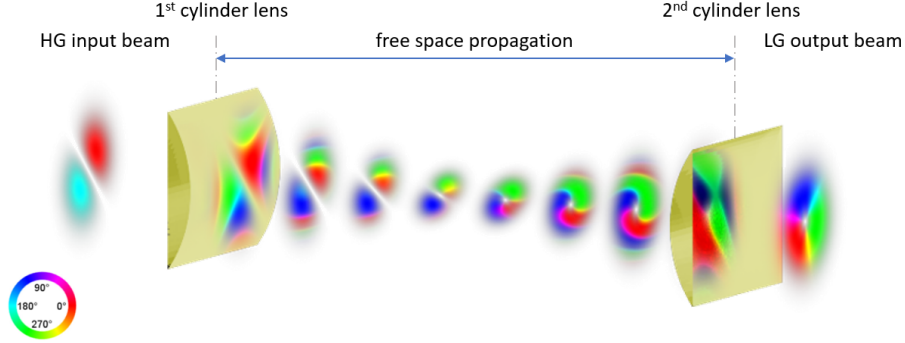 1st cylinder lens
2nd cylinder lens
HG input beam
free space propagation
LG output beam
90°
180° 0°
270°